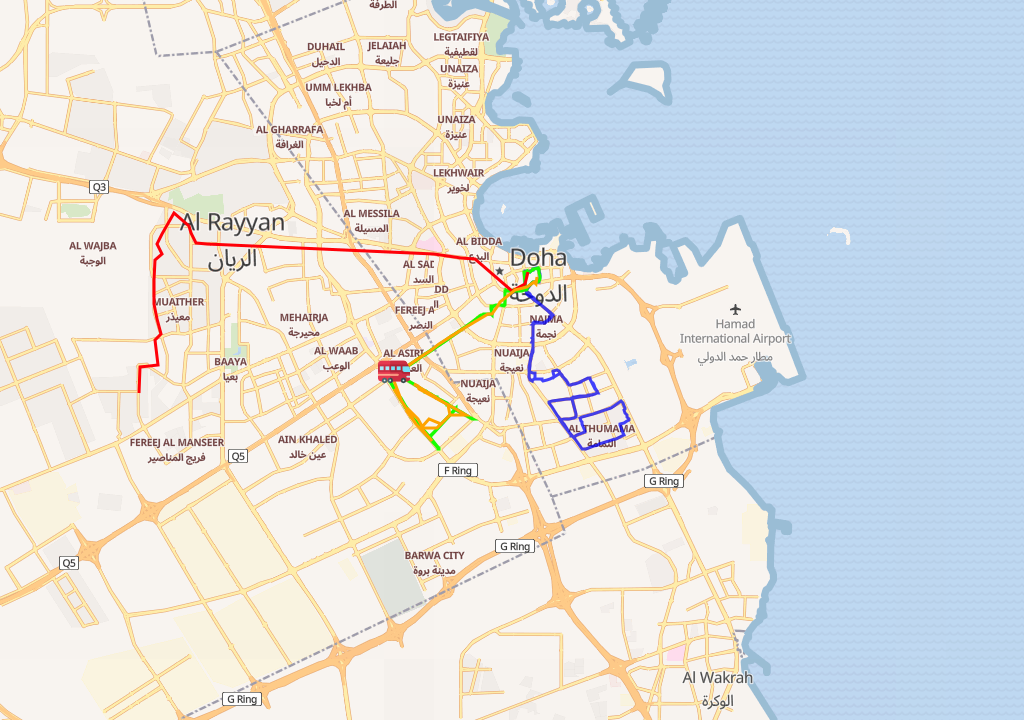 الطرفة
LEGTAIFIYA
لقطيفية
DUHAIL
الدحيل
JELAIAH
جليعة
UNAIZA
عنيزة
UMM LEKHBA
أم لخبا
UNAIZA
عنيزة
AL GHARRAFA
الغرافة
LEKHWAIR
لخوير
Q3
Al Rayyan
الريان
AL MESSILA
المسيلة
AL WAJBA
الوجبة
AL BIDDA
البدع
Doha
الدوحة
AL SAD
السد
DD
ال
MUAITHER
معيذر
MEHAIRJA
محيرجة
FEREEJ A
النصر
NAJMA
نجمة
Hamad
International Airport
مطار حمد الدولي
AL WAAB
الوعب
AL ASIRI
NUAIJA
نعيجة
BAAYA
بعيا
NUAIJA
نعيجة
AL THUMAMA
الثمامة
FEREEJ AL MANSEER
فريج المناصير
AIN KHALED
عين خالد
Q5
F Ring
G Ring
G Ring
BARWA CITY
مدينة بروة
Q5
Al Wakrah
الوكرة
G Ring